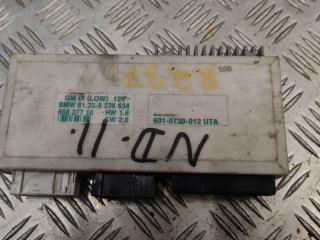 GM III (LOW) 12V
BMW 61.35-8 378 634
608 377 10 HW 1.6
SW 2.0
601-0738-012 UTA
ND.11.